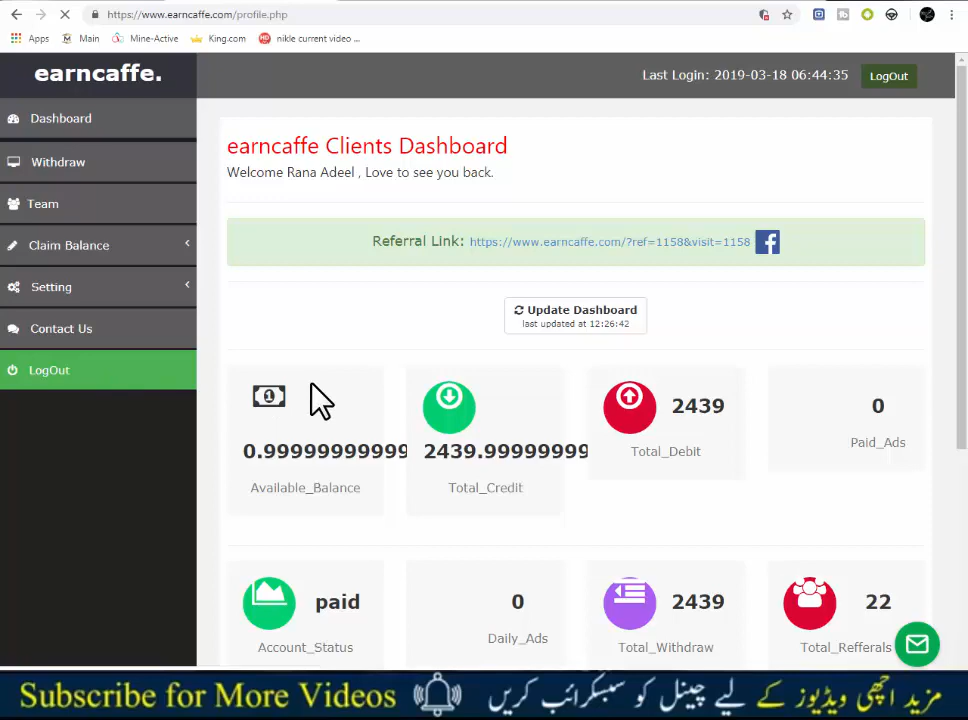 https://www.earncaffe.com/profile.php
Apps Main Mine-Active King.com nikle current video ...
earncaffe.
Last Login: 2019-03-18 06:44:35 LogOut
Dashboard
Withdraw
Team
Claim Balance
Setting
Contact Us
LogOut
earncaffe Clients Dashboard
Welcome Rana Adeel , Love to see you back.
Referral Link: https://www.earncaffe.com/?ref=1158&visit=1158
Update Dashboard
last updated at 12:26:42
0.99999999999
Available_Balance
2439.99999999
Total_Credit
2439
Total_Debit
0
Paid_Ads
paid
Account_Status
0
Daily_Ads
2439
Total_Withdraw
22
Total_Refferals
Subscribe for More Videos
مزید اچھی ویڈیوز کے لیے چینل کو سبسکرائب کریں